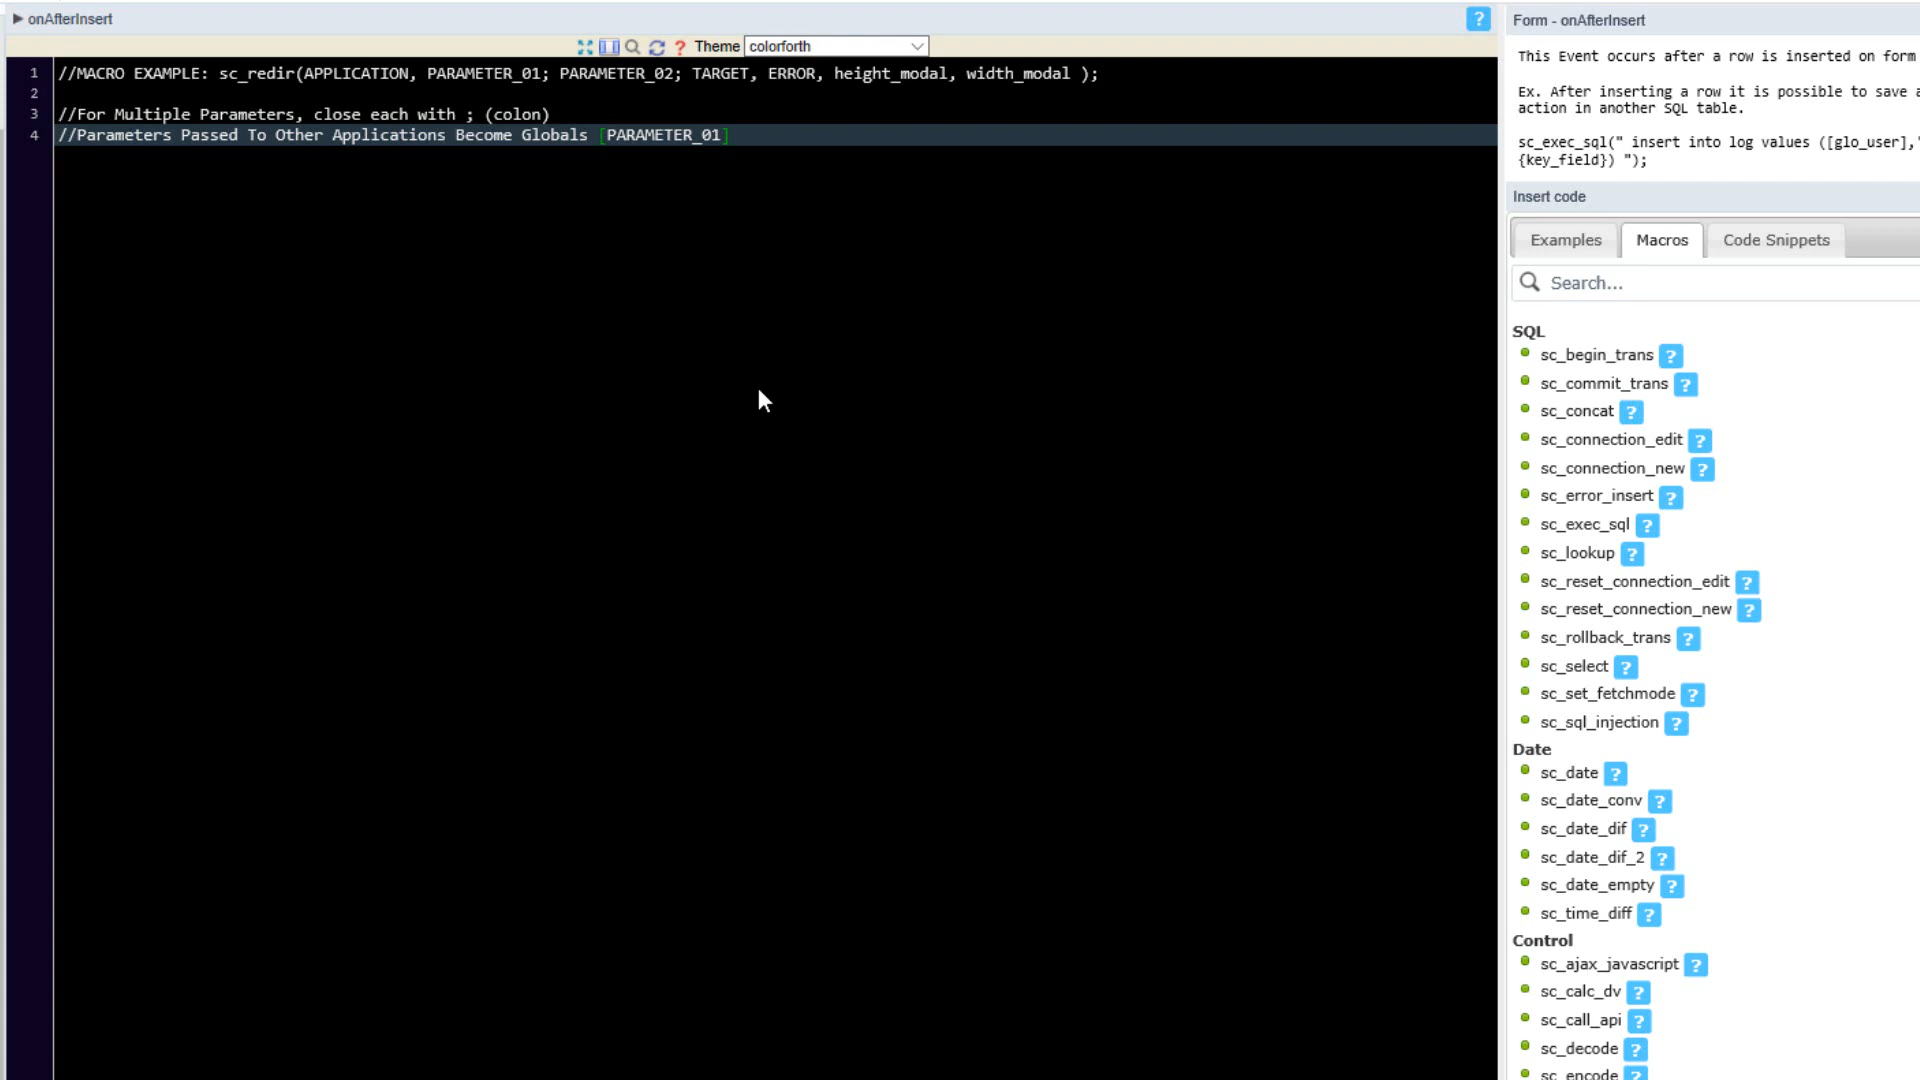 ▶ onAfterInsert
?
? Theme colorforth
1 //MACRO EXAMPLE: sc_redir(APPLICATION, PARAMETER_01; PARAMETER_02; TARGET, ERROR, height_modal, width_modal );
2
3 //For Multiple Parameters, close each with ; (colon)
4 //Parameters Passed To Other Applications Become Globals [PARAMETER_01]
Form - onAfterInsert
This Event occurs after a row is inserted on form
Ex. After inserting a row it is possible to save a
action in another SQL table.
sc_exec_sql(" insert into log values ([glo_user],'
{key_field}) ");
Insert code
Examples Macros Code Snippets
Search...
SQL
sc_begin_trans ?
sc_commit_trans ?
sc_concat ?
sc_connection_edit ?
sc_connection_new ?
sc_error_insert ?
sc_exec_sql ?
sc_lookup ?
sc_reset_connection_edit ?
sc_reset_connection_new ?
sc_rollback_trans ?
sc_select ?
sc_set_fetchmode ?
sc_sql_injection ?
Date
sc_date ?
sc_date_conv ?
sc_date_dif ?
sc_date_dif_2 ?
sc_date_empty ?
sc_time_diff ?
Control
sc_ajax_javascript ?
sc_calc_dv ?
sc_call_api ?
sc_decode ?
sc_encode ?